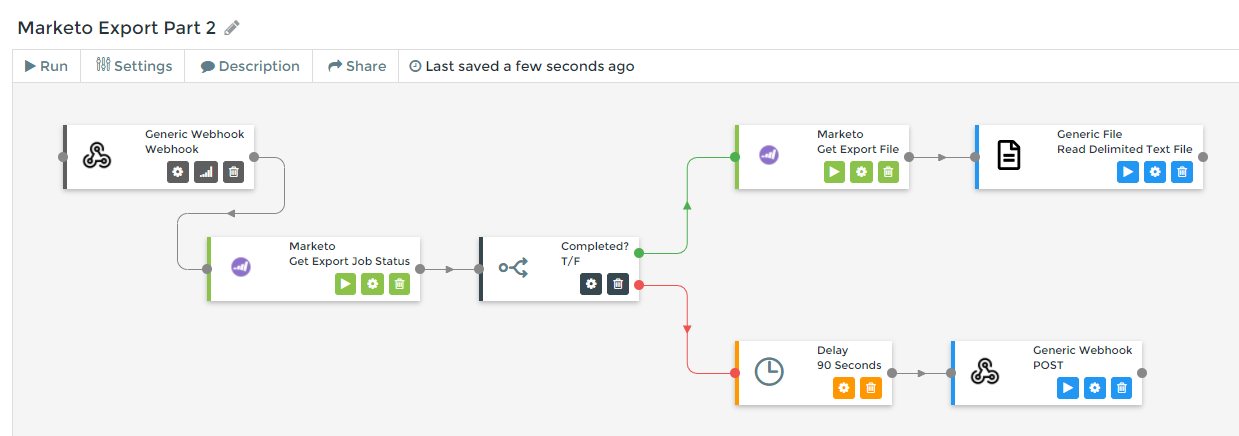 Marketo Export Part 2
Run
Settings
Description
Share
Last saved a few seconds ago
Generic Webhook
Webhook
Marketo
Get Export Job Status
Completed?
T/F
Marketo
Get Export File
Generic File
Read Delimited Text File
Delay
90 Seconds
Generic Webhook
POST